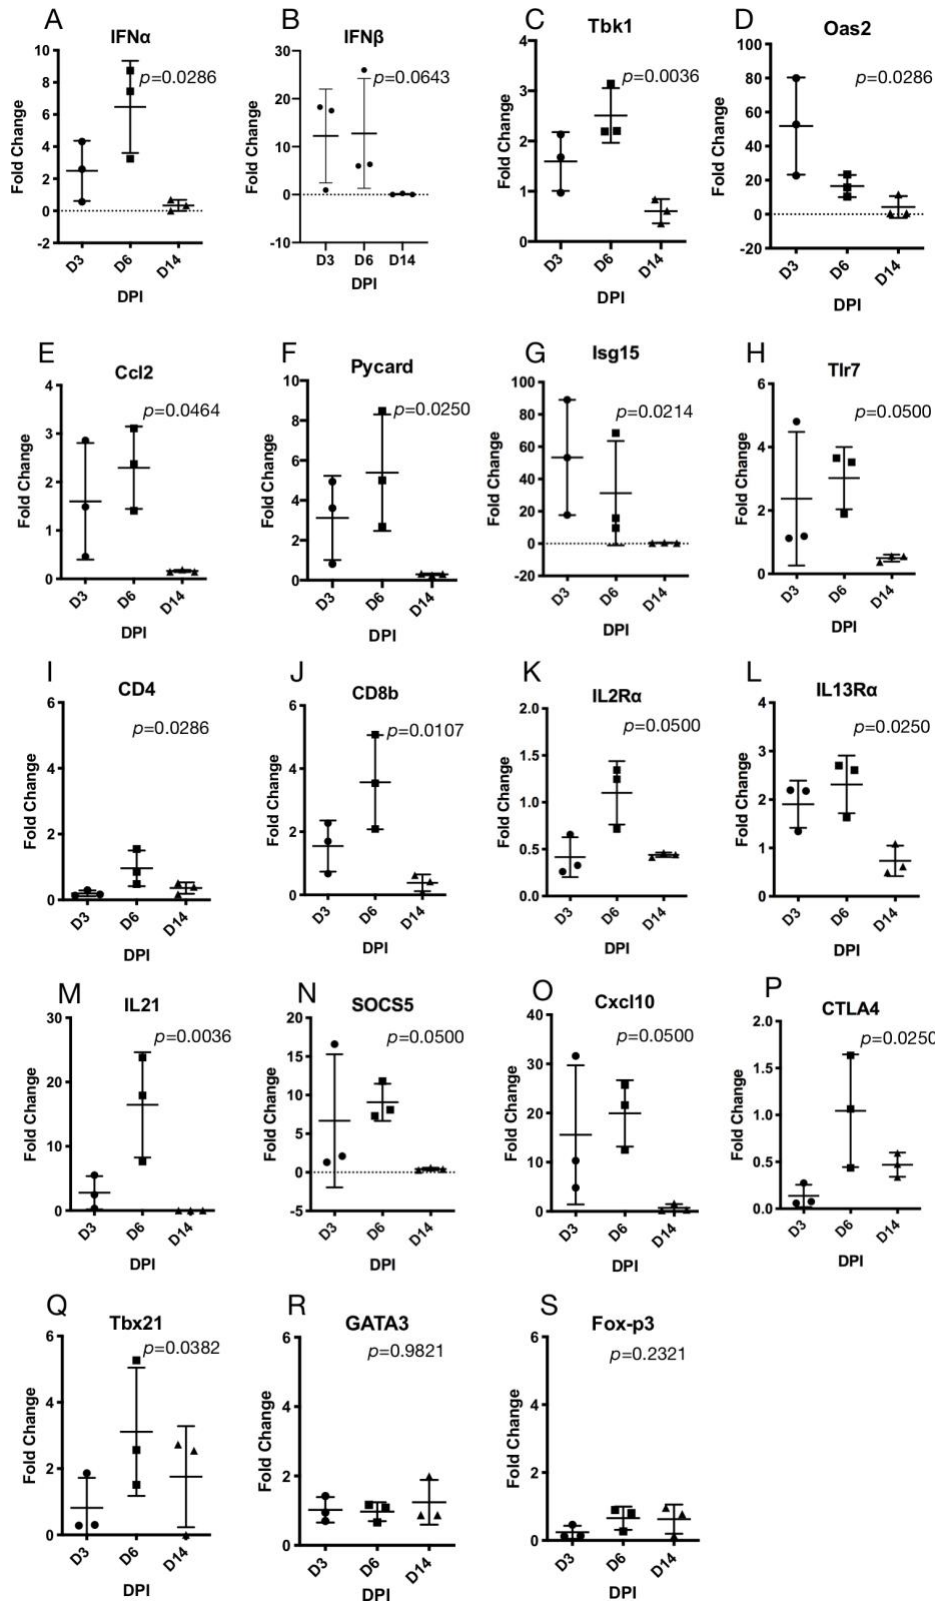 A
IFNα
p=0.0286
Fold Change
10
8
6
4
2
0
-2
D3
D6
D14
DPI
B
IFNβ
p=0.0643
Fold Change
30
20
10
0
-10
D3
D6
D14
DPI
C
Tbk1
p=0.0036
Fold Change
4
3
2
1
0
D3
D6
D14
DPI
D
Oas2
p=0.0286
Fold Change
100
80
60
40
20
0
-20
D3
D6
D14
DPI
E
Ccl2
p=0.0464
Fold Change
4
3
2
1
0
D3
D6
D14
DPI
F
Pycard
p=0.0250
Fold Change
10
8
6
4
2
0
D3
D6
D14
DPI
G
Isg15
p=0.0214
Fold Change
100
80
60
40
20
0
-20
D3
D6
D14
DPI
H
Tlr7
p=0.0500
Fold Change
6
4
2
0
D3
D6
D14
DPI
I
CD4
p=0.0286
Fold Change
6
4
2
0
D3
D6
D14
DPI
J
CD8b
p=0.0107
Fold Change
6
4
2
0
D3
D6
D14
DPI
K
IL2Rα
p=0.0500
Fold Change
2.0
1.5
1.0
0.5
0.0
D3
D6
D14
DPI
L
IL13Rα
p=0.0250
Fold Change
4
3
2
1
0
D3
D6
D14
DPI
M
IL21
p=0.0036
Fold Change
30
20
10
0
D3
D6
D14
DPI
N
SOCS5
p=0.0500
Fold Change
20
15
10
5
0
-5
D3
D6
D14
DPI
O
Cxcl10
p=0.0500
Fold Change
40
30
20
10
0
D3
D6
D14
DPI
P
CTLA4
p=0.0250
Fold Change
2.0
1.5
1.0
0.5
0.0
D3
D6
D14
DPI
Q
Tbx21
p=0.0382
Fold Change
6
4
2
0
D3
D6
D14
DPI
R
GATA3
p=0.9821
Fold Change
6
4
2
0
D3
D6
D14
DPI
S
Fox-p3
p=0.2321
Fold Change
6
4
2
0
D3
D6
D14
DPI